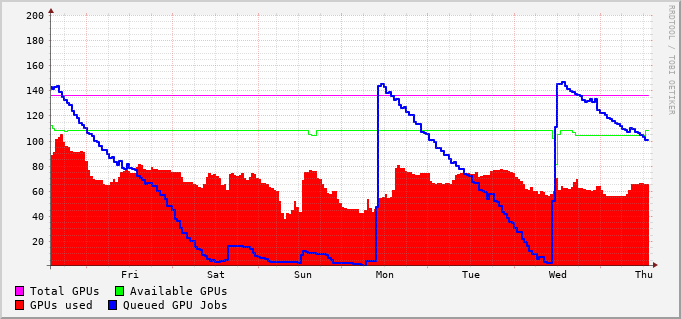 200
180
160
140
120
100
80
60
40
20
Fri Sat Sun Mon Tue Wed Thu
Total GPUs Available GPUs
GPUs used Queued GPU Jobs
RRDTOOL / TOBI OETIKER